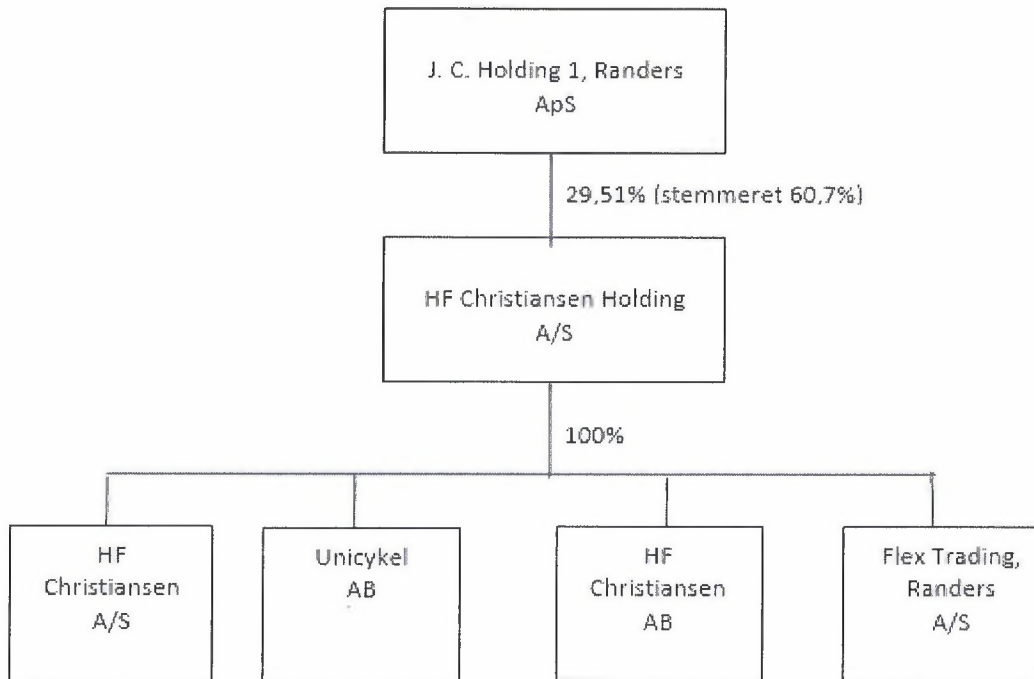 J. C. Holding 1, Randers
ApS
29,51% (stemmeret 60,7%)
HF Christiansen Holding
A/S
100%
HF
Christiansen
A/S
Unicykel
AB
HF
Christiansen
AB
Flex Trading,
Randers
A/S